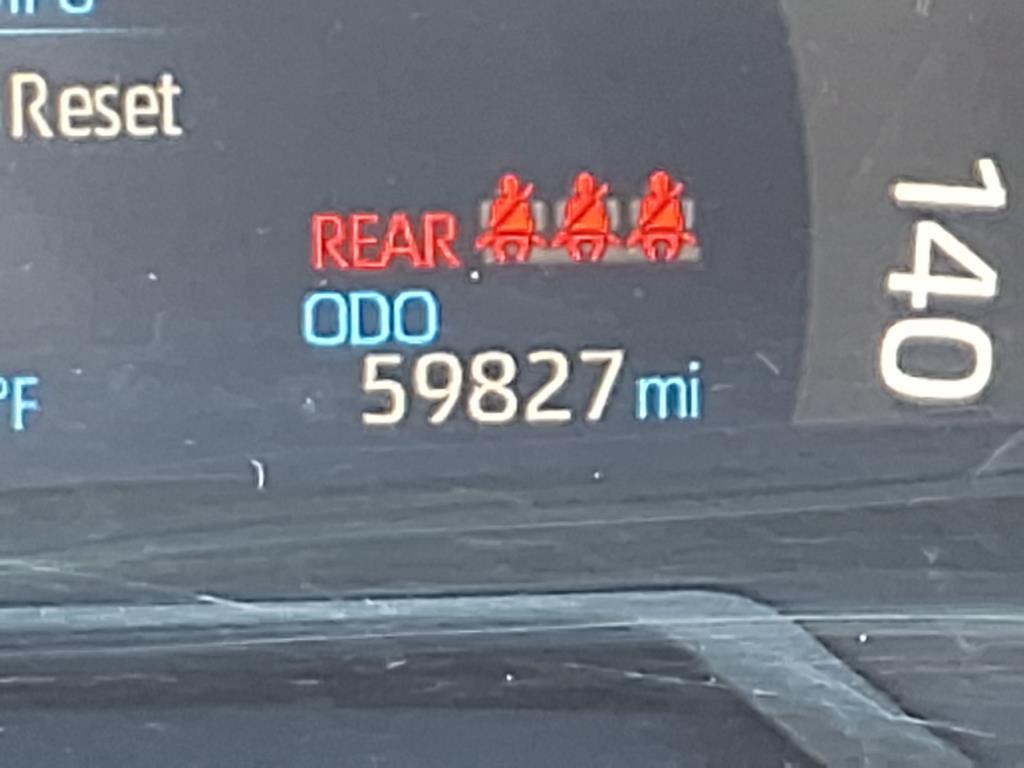 Reset
REAR
ODO
59827 mi
°F
140